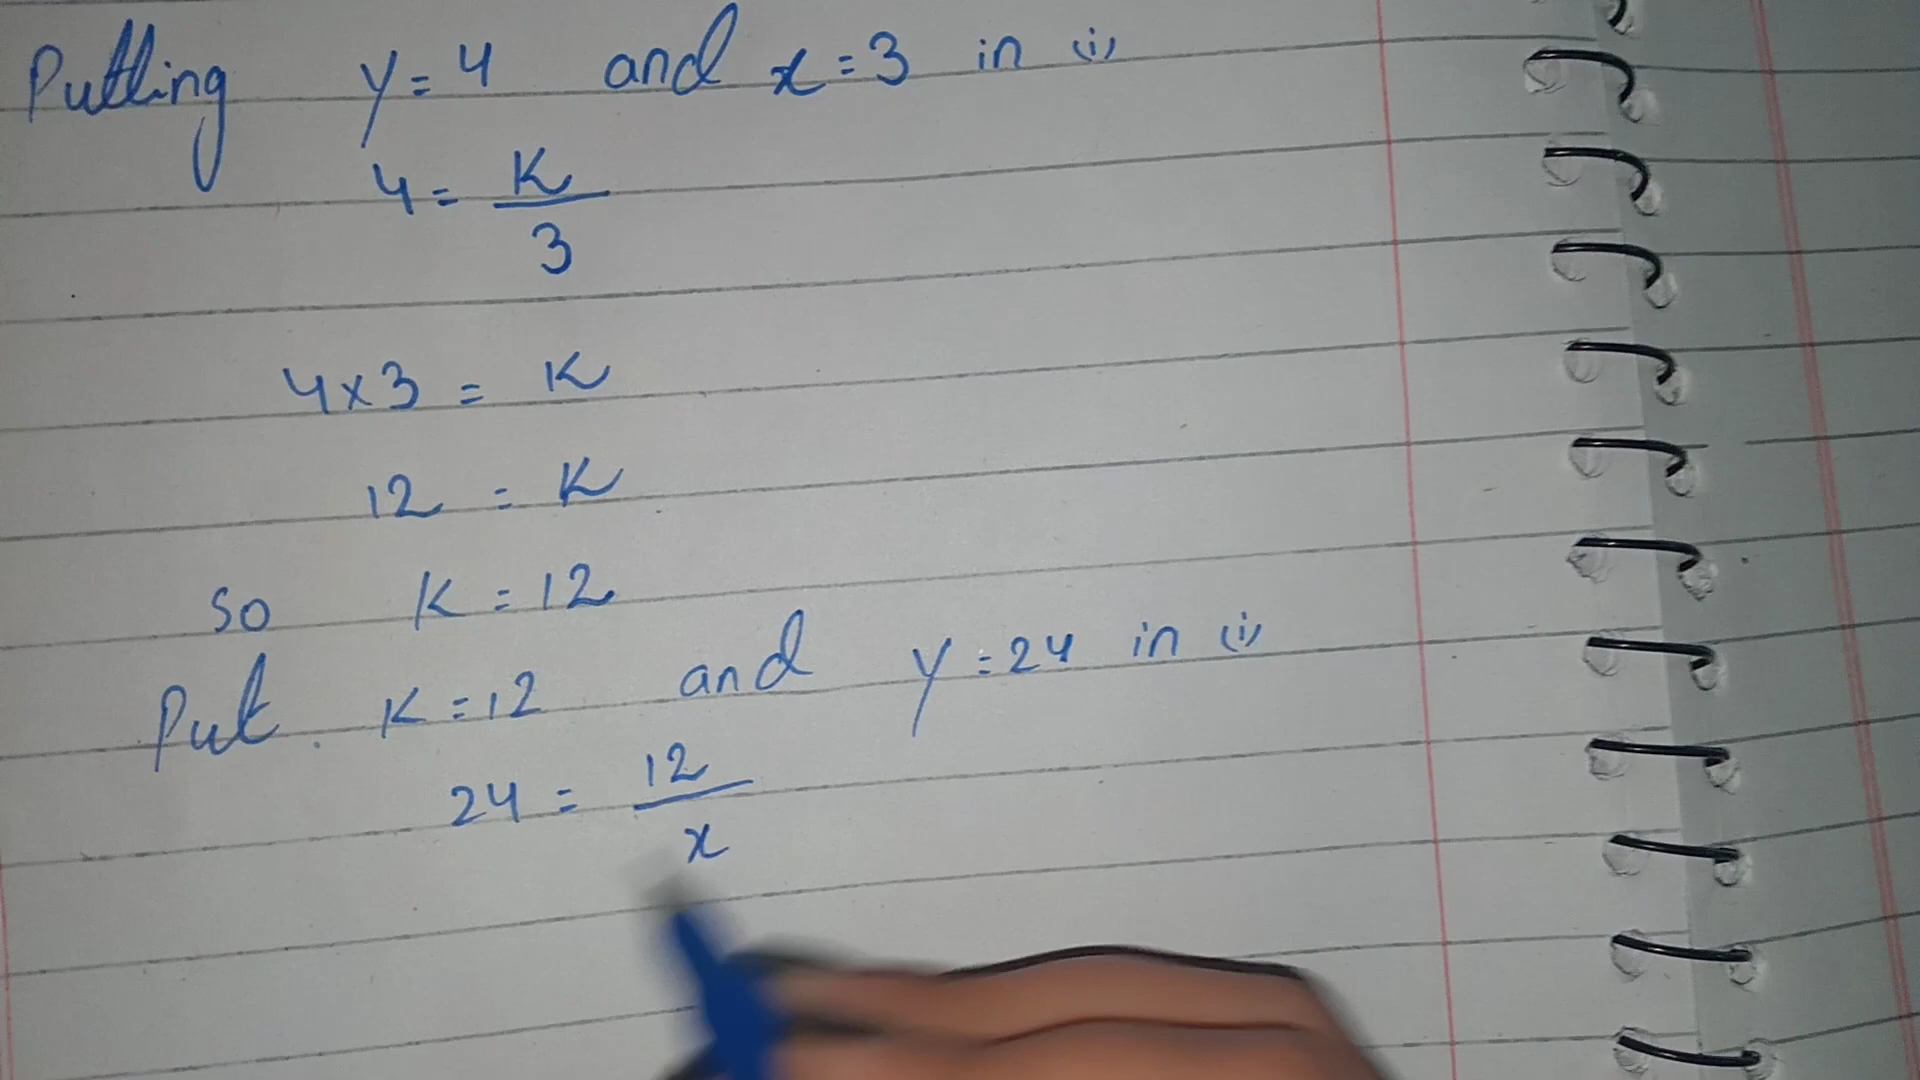 Putting y = 4 and x = 3 in (i)
4 = K/3
4 x 3 = K
12 = K
so K = 12
Put K = 12 and y = 24 in (i)
24 = 12/x